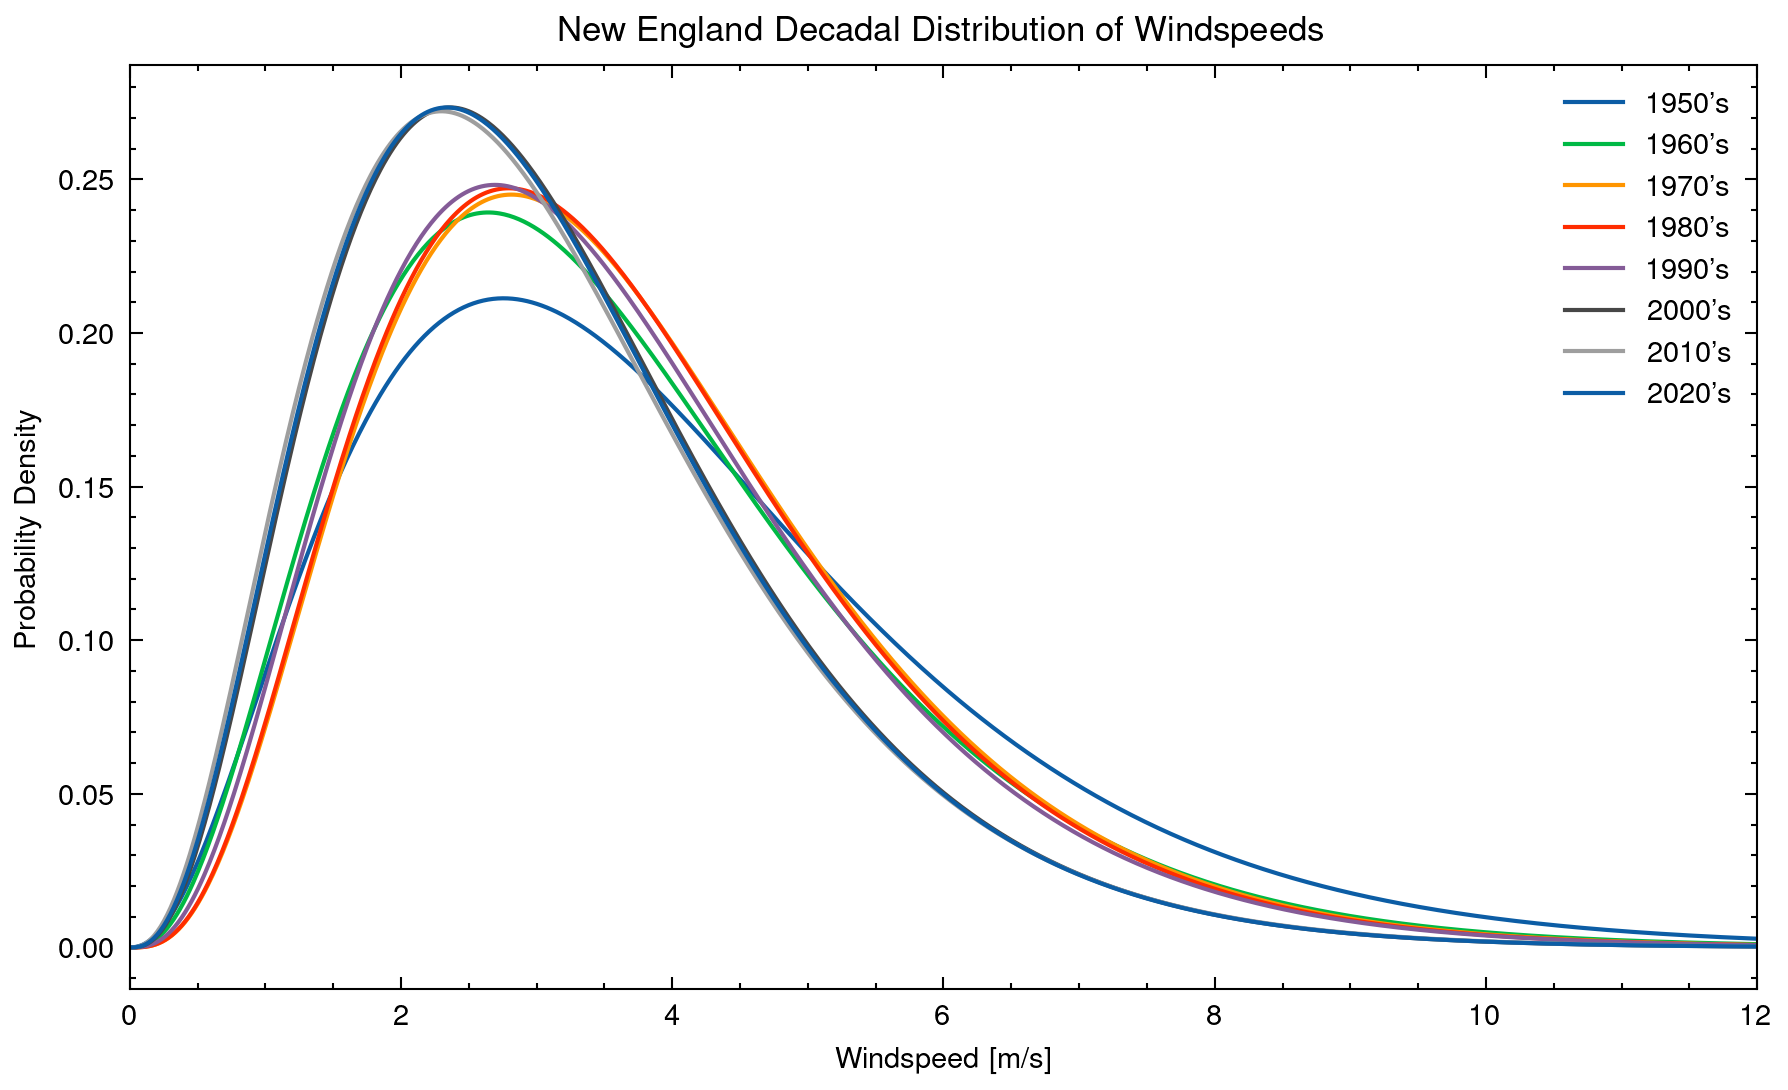 New England Decadal Distribution of Windspeeds
1950's
1960's
1970's
1980's
1990's
2000's
2010's
2020's
Probability Density
0.25
0.20
0.15
0.10
0.05
0.00
0 2 4 6 8 10 12
Windspeed [m/s]